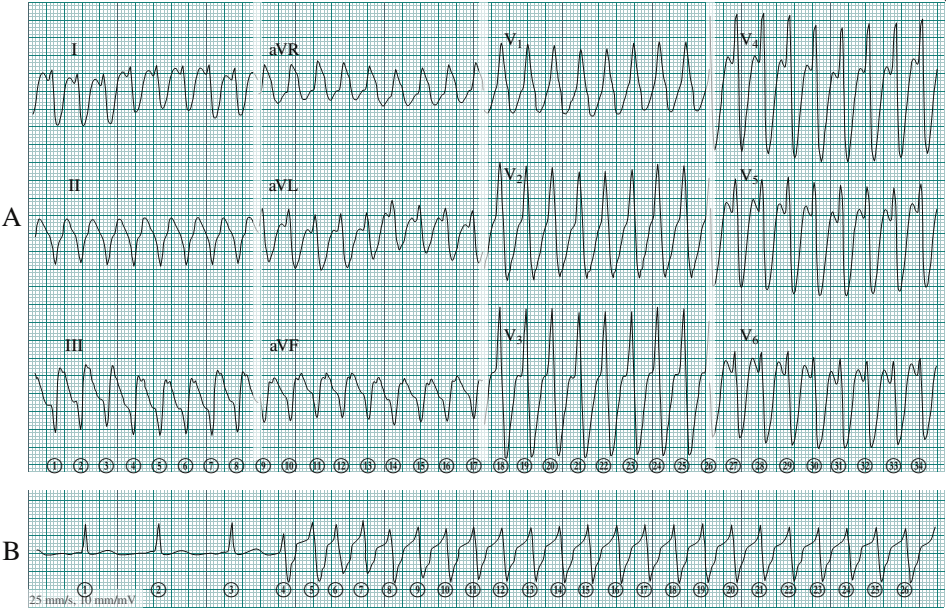 I aVR V1 V4
II aVL V2 V5
A
III aVF V3 V6
1 2 3 4 5 6 7 8 9 10 11 12 13 14 15 16 17 18 19 20 21 22 23 24 25 26 27 28 29 30 31 32 33 34
B
1 2 3 4 5 6 7 8 9 10 11 12 13 14 15 16 17 18 19 20 21 22 23 24 25 26
25 mm/s, 10 mm/mV